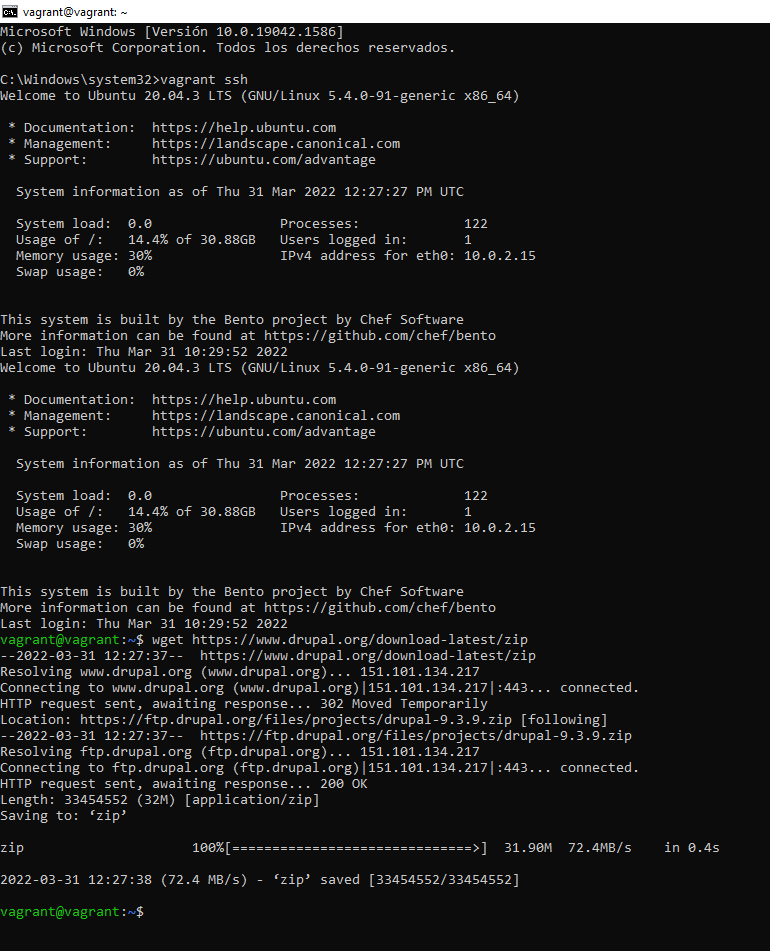 vagrant@vagrant: ~
Microsoft Windows [Versión 10.0.19042.1586]
(c) Microsoft Corporation. Todos los derechos reservados.
C:\Windows\system32>vagrant ssh
Welcome to Ubuntu 20.04.3 LTS (GNU/Linux 5.4.0-91-generic x86_64)
* Documentation:  https://help.ubuntu.com
* Management:     https://landscape.canonical.com
* Support:        https://ubuntu.com/advantage
System information as of Thu 31 Mar 2022 12:27:27 PM UTC
System load:  0.0                Processes:             122
Usage of /:   14.4% of 30.88GB   Users logged in:       1
Memory usage: 30%                IPv4 address for eth0: 10.0.2.15
Swap usage:   0%
This system is built by the Bento project by Chef Software
More information can be found at https://github.com/chef/bento
Last login: Thu Mar 31 10:29:52 2022
Welcome to Ubuntu 20.04.3 LTS (GNU/Linux 5.4.0-91-generic x86_64)
* Documentation:  https://help.ubuntu.com
* Management:     https://landscape.canonical.com
* Support:        https://ubuntu.com/advantage
System information as of Thu 31 Mar 2022 12:27:27 PM UTC
System load:  0.0                Processes:             122
Usage of /:   14.4% of 30.88GB   Users logged in:       1
Memory usage: 30%                IPv4 address for eth0: 10.0.2.15
Swap usage:   0%
This system is built by the Bento project by Chef Software
More information can be found at https://github.com/chef/bento
Last login: Thu Mar 31 10:29:52 2022
vagrant@vagrant:~$ wget https://www.drupal.org/download-latest/zip
--2022-03-31 12:27:37--  https://www.drupal.org/download-latest/zip
Resolving www.drupal.org (www.drupal.org)... 151.101.134.217
Connecting to www.drupal.org (www.drupal.org)|151.101.134.217|:443... connected.
HTTP request sent, awaiting response... 302 Moved Temporarily
Location: https://ftp.drupal.org/files/projects/drupal-9.3.9.zip [following]
--2022-03-31 12:27:37--  https://ftp.drupal.org/files/projects/drupal-9.3.9.zip
Resolving ftp.drupal.org (ftp.drupal.org)... 151.101.134.217
Connecting to ftp.drupal.org (ftp.drupal.org)|151.101.134.217|:443... connected.
HTTP request sent, awaiting response... 200 OK
Length: 33454552 (32M) [application/zip]
Saving to: ‘zip’
zip                     100%[==============================>]  31.90M  72.4MB/s    in 0.4s
2022-03-31 12:27:38 (72.4 MB/s) - ‘zip’ saved [33454552/33454552]
vagrant@vagrant:~$